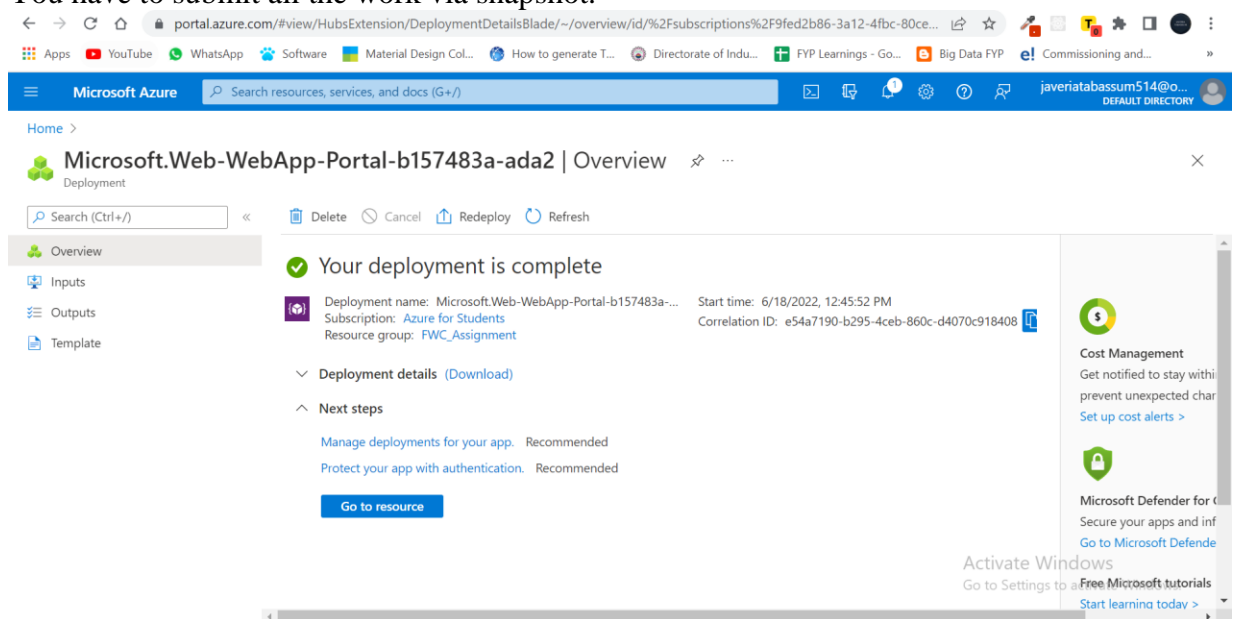 You have to submit all the work via snapshot.
portal.azure.com/#view/HubsExtension/DeploymentDetailsBlade/~/overview/id/%2Fsubscriptions%2F9fed2b86-3a12-4fbc-80ce...
Apps YouTube WhatsApp Software Material Design Col... How to generate T... Directorate of Indu... FYP Learnings - Go... Big Data FYP Commissioning and... »
Microsoft Azure Search resources, services, and docs (G+/) 1 javeriatabassum514@o...
DEFAULT DIRECTORY
Home >
Microsoft.Web-WebApp-Portal-b157483a-ada2 | Overview ...
Deployment
Search (Ctrl+/) « Delete Cancel Redeploy Refresh
Overview
Inputs
Outputs
Template
Your deployment is complete
Deployment name: Microsoft.Web-WebApp-Portal-b157483a-... Start time: 6/18/2022, 12:45:52 PM
Subscription: Azure for Students Correlation ID: e54a7190-b295-4ceb-860c-d4070c918408
Resource group: FWC_Assignment
Deployment details (Download)
Next steps
Manage deployments for your app. Recommended
Protect your app with authentication. Recommended
Go to resource
Cost Management
Get notified to stay withi
prevent unexpected char
Set up cost alerts >
Microsoft Defender for
Secure your apps and inf
Go to Microsoft Defende
Activate Windows
Go to Settings to
Free Microsoft tutorials
Start learning today >